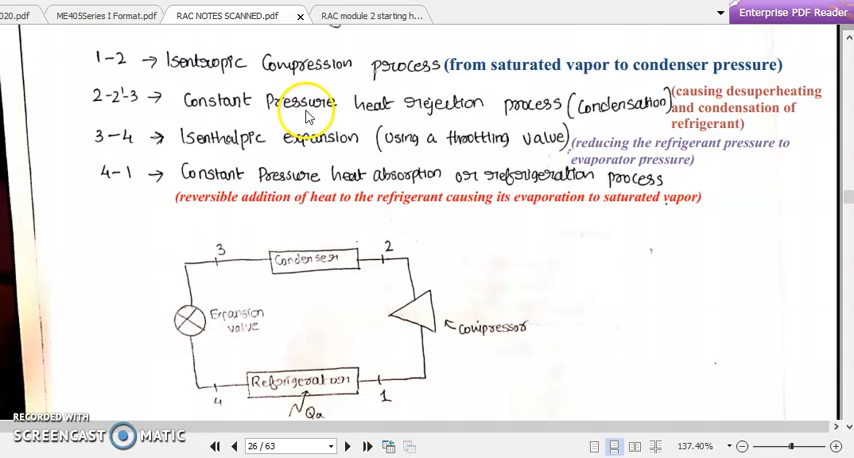 020.pdf
ME405Series I Format.pdf
RAC NOTES SCANNED.pdf
RAC module 2 starting h...
Enterprise PDF Reader
1-2 → Isentropic Compression process (from saturated vapor to condenser pressure)
2-2'-3 → Constant Pressure heat rejection process (Condensation) (causing desuperheating and condensation of refrigerant)
3-4 → Isenthalpic expansion (Using a throttling value) (reducing the refrigerant pressure to evaporator pressure)
4-1 → Constant Pressure heat absorption or refrigeration process
(reversible addition of heat to the refrigerant causing its evaporation to saturated vapor)
3
Condenser
2
Expansion
valve
Compressor
4
Refrigerator
1
Qa
RECORDED WITH
SCREENCAST MATIC
26 / 63
137.40%